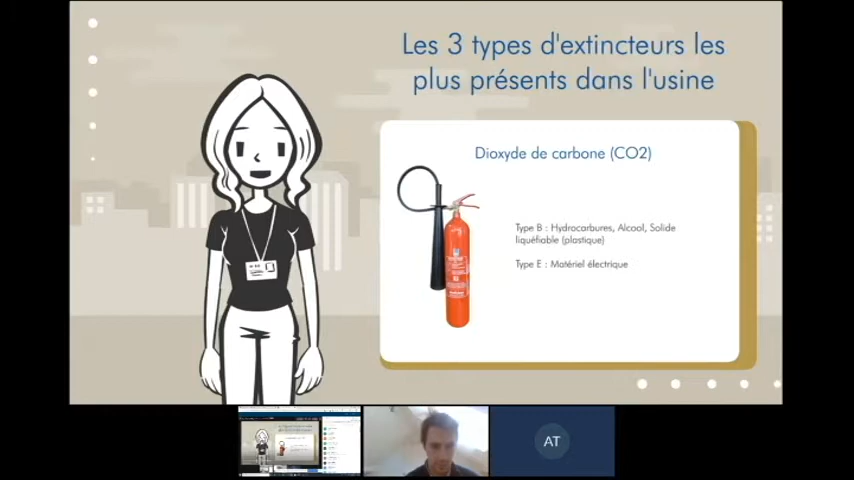 Les 3 types d'extincteurs les
plus présents dans l'usine
Dioxyde de carbone (CO2)
Type B : Hydrocarbures, Alcool, Solide
liquéfiable (plastique)
Type E : Matériel électrique
AT